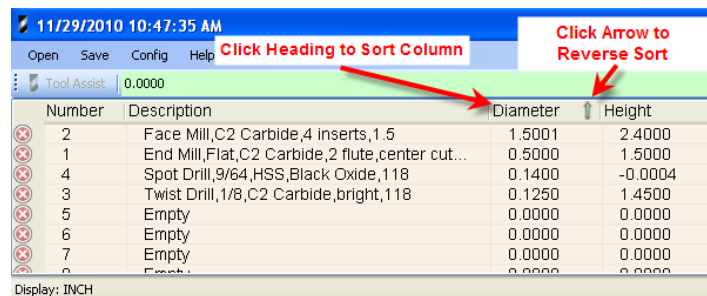 11/29/2010 10:47:35 AM
Click Arrow to
Reverse Sort
Open Save Config Help
Click Heading to Sort Column
Tool Assist 0.0000
Number Description Diameter Height
2 Face Mill,C2 Carbide,4 inserts,1.5 1.5001 2.4000
1 End Mill,Flat,C2 Carbide,2 flute,center cut... 0.5000 1.5000
4 Spot Drill,9/64,HSS,Black Oxide,118 0.1400 -0.0004
3 Twist Drill,1/8,C2 Carbide,bright,118 0.1250 1.4500
5 Empty 0.0000 0.0000
6 Empty 0.0000 0.0000
7 Empty 0.0000 0.0000
Display: INCH